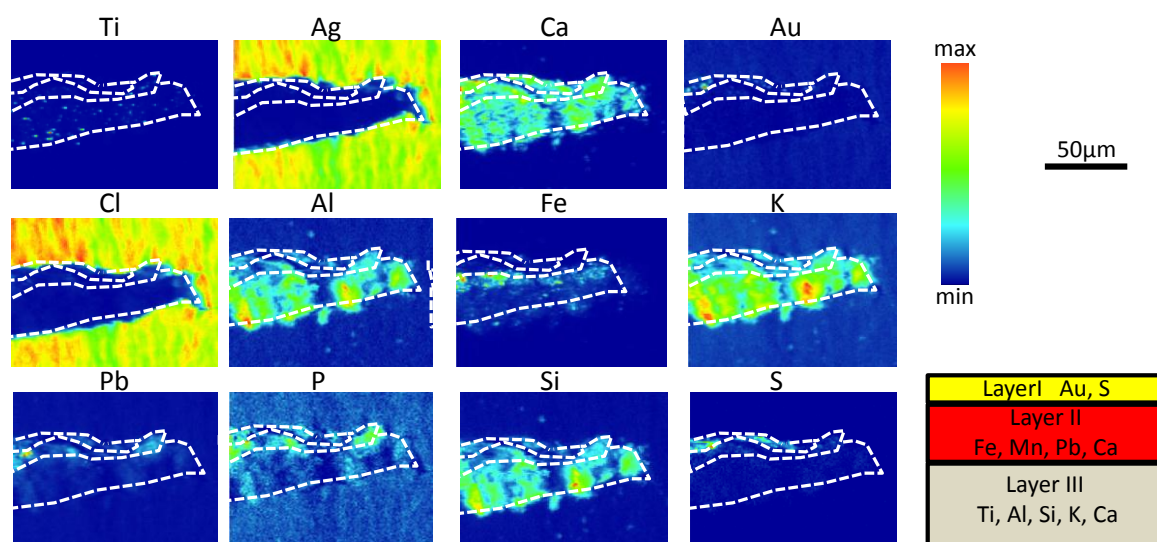 Ti Ag Ca Au
max
50μm
min
Cl Al Fe K
Pb P Si S
LayerI Au, S
Layer II
Fe, Mn, Pb, Ca
Layer III
Ti, Al, Si, K, Ca